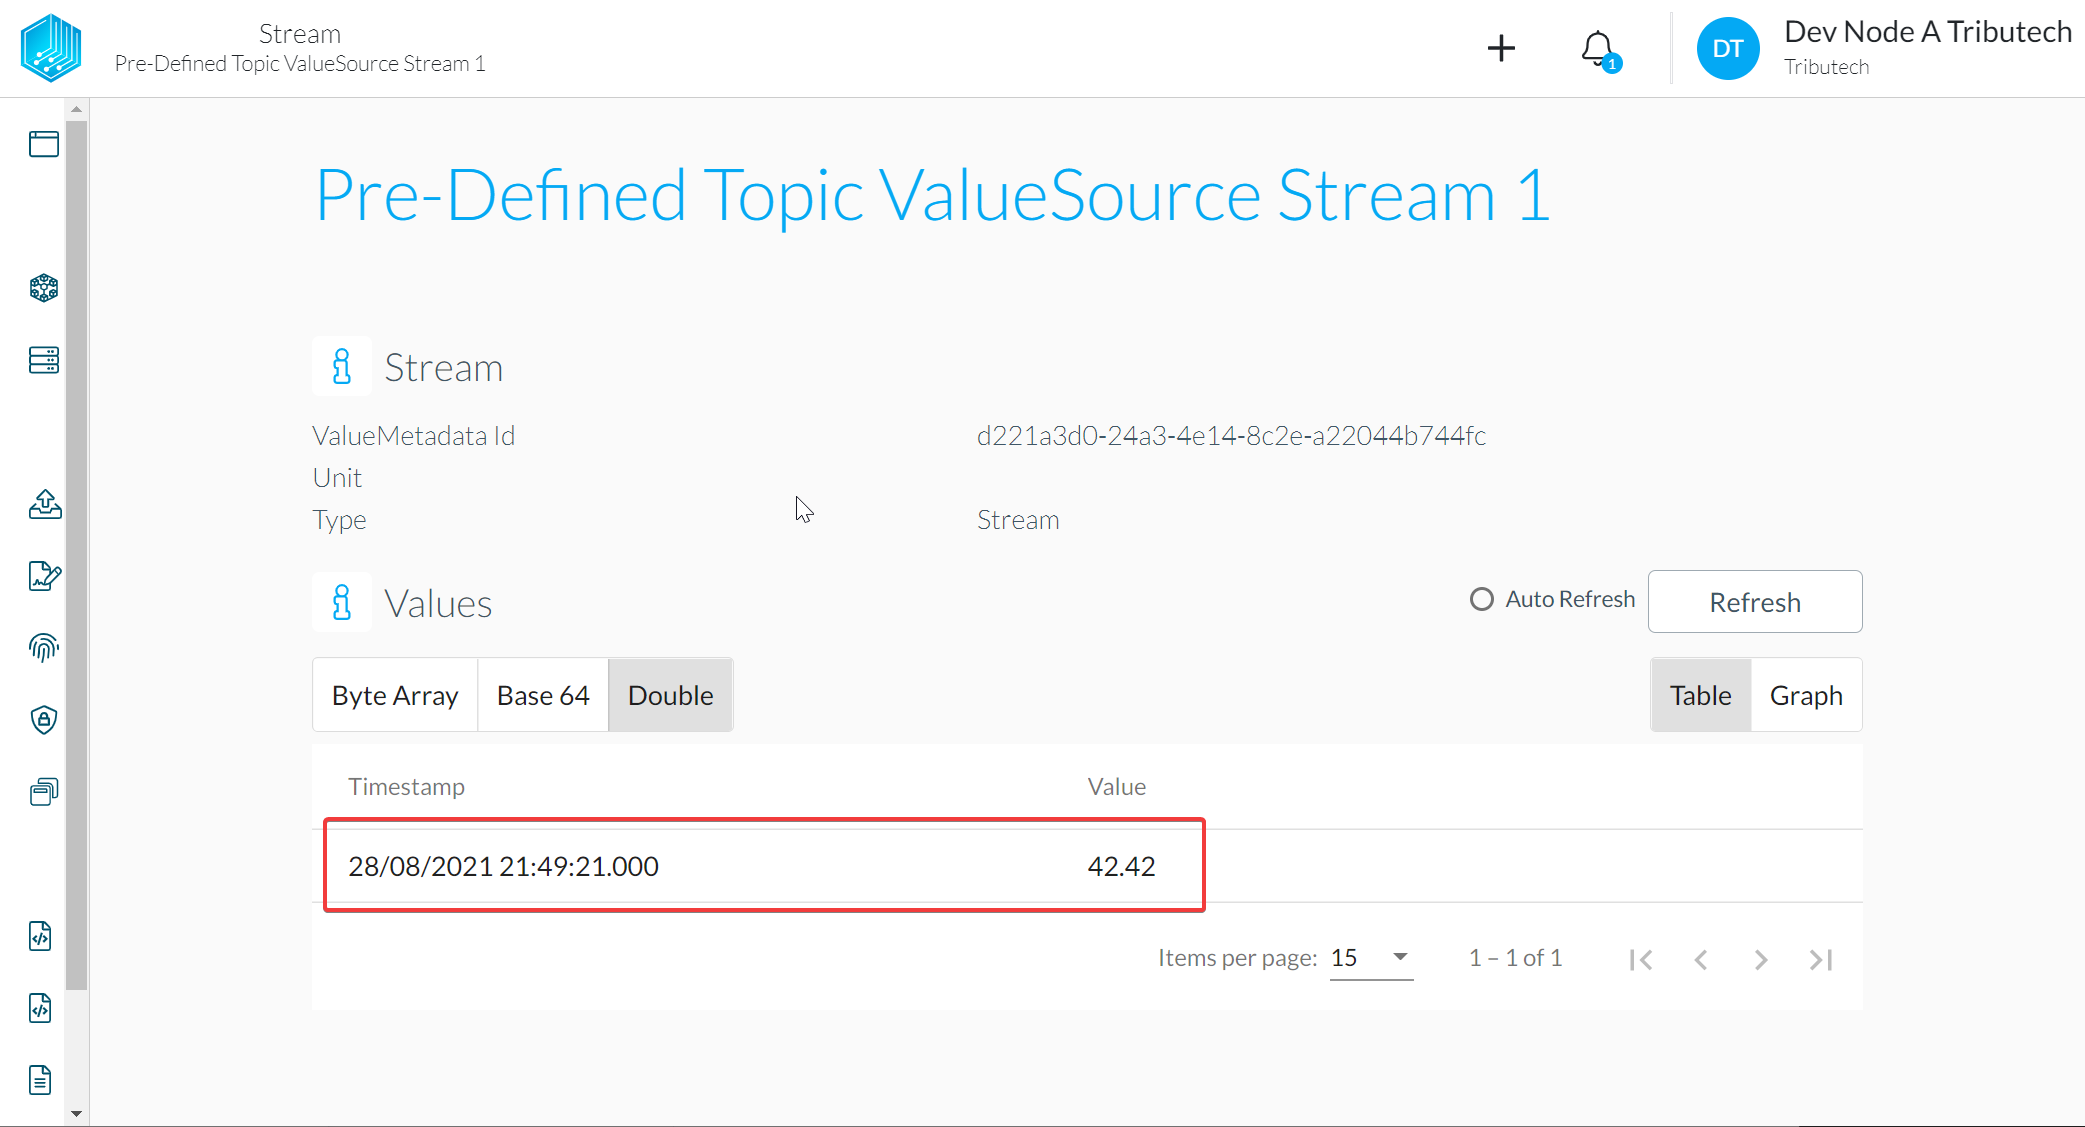 Stream
Pre-Defined Topic ValueSource Stream 1
1
DT
Dev Node A Tributech
Tributech
Pre-Defined Topic ValueSource Stream 1
Stream
ValueMetadata Id d221a3d0-24a3-4e14-8c2e-a22044b744fc
Unit
Type Stream
Values
Auto Refresh Refresh
Byte Array Base 64 Double Table Graph
Timestamp Value
28/08/2021 21:49:21.000 42.42
Items per page: 15 1 – 1 of 1